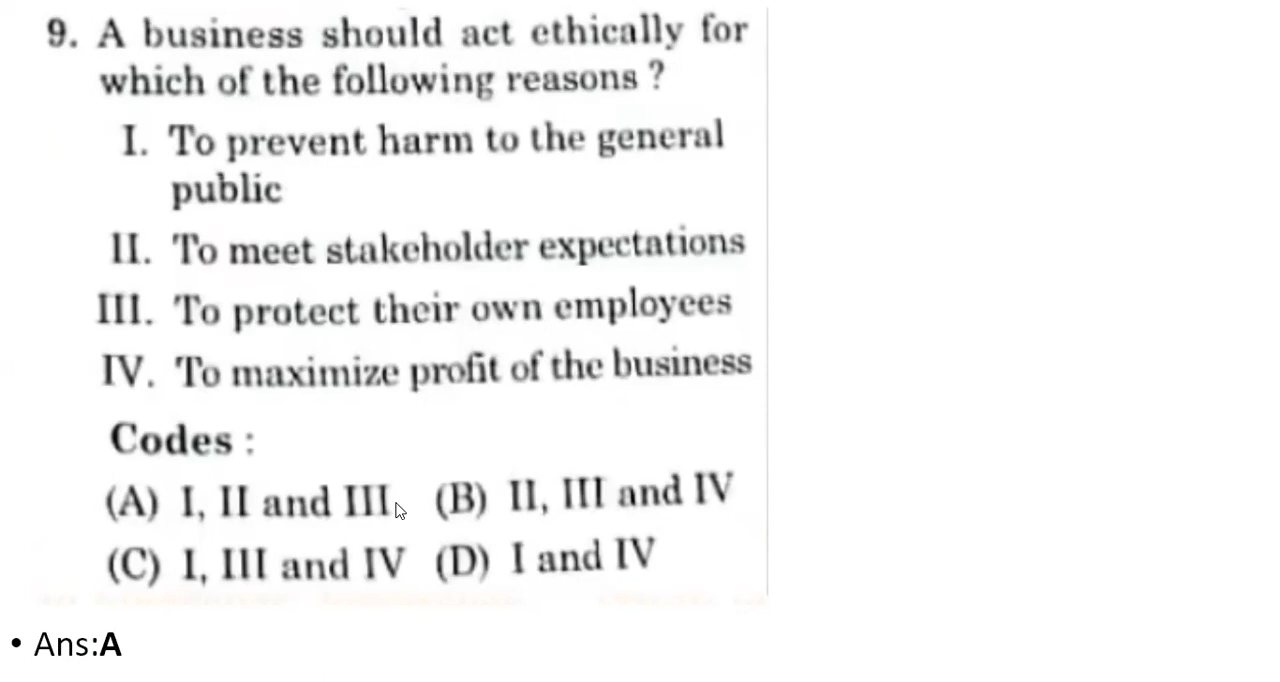 9. A business should act ethically for
which of the following reasons ?
I. To prevent harm to the general
public
II. To meet stakeholder expectations
III. To protect their own employees
IV. To maximize profit of the business
Codes :
(A) I, II and III (B) II, III and IV
(C) I, III and IV (D) I and IV
• Ans:A